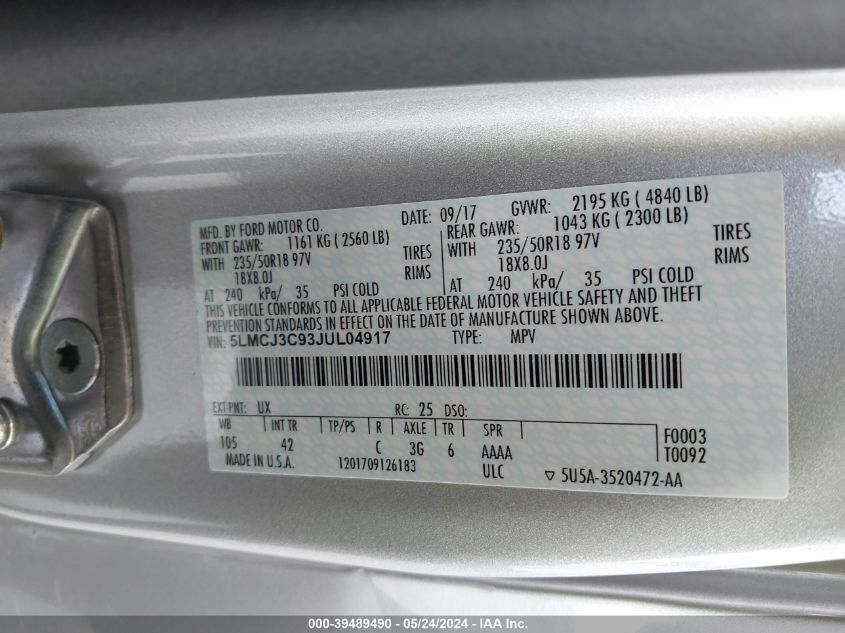 MFD. BY FORD MOTOR CO. DATE: 09/17 GVWR: 2195 KG ( 4840 LB)
FRONT GAWR: 1161 KG ( 2560 LB) REAR GAWR: 1043 KG ( 2300 LB)
WITH 235/50R18 97V TIRES WITH 235/50R18 97V TIRES
18X8.0J RIMS 18X8.0J RIMS
AT 240 kPa/ 35 PSI COLD AT 240 kPa/ 35 PSI COLD
THIS VEHICLE CONFORMS TO ALL APPLICABLE FEDERAL MOTOR VEHICLE SAFETY AND THEFT
PREVENTION STANDARDS IN EFFECT ON THE DATE OF MANUFACTURE SHOWN ABOVE.
VIN: 5LMCJ3C93JUL04917 TYPE: MPV
EXT PNT: UX RC: 25 DSO:
WB INT TR TP/PS R AXLE TR SPR
105 42 C 3G 6 AAAA
F0003
T0092
MADE IN U.S.A. 1201709126183 ULC ▽ 5U5A-3520472-AA
000-39489490 - 05/24/2024 - IAA Inc.